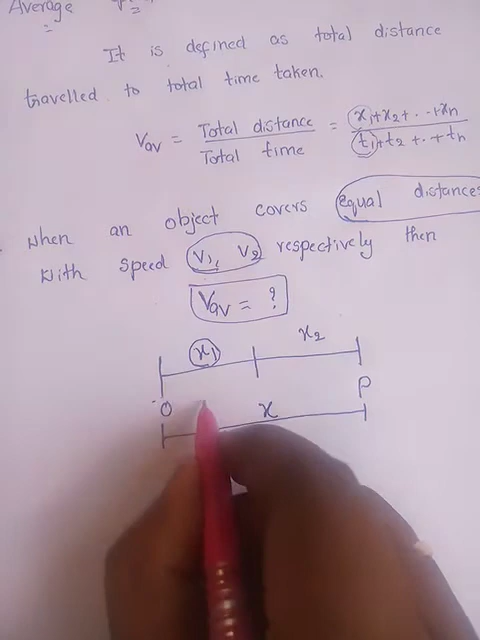 Average
=
It is defined as total distance
travelled to total time taken.
Vav = Total distance / Total time = x1+x2+...+xn / t1+t2+..+tn
When an object covers equal distances
with speed v1, v2 respectively then
Vav = ?
x1 x2
O P
x